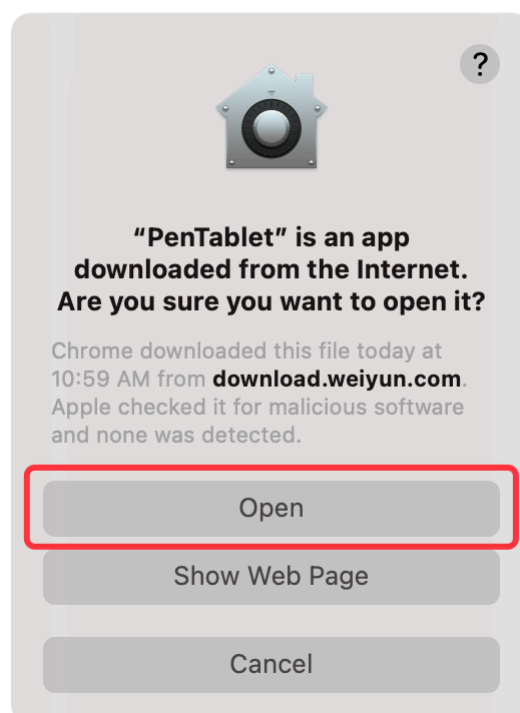 ?
“PenTablet” is an app
downloaded from the Internet.
Are you sure you want to open it?
Chrome downloaded this file today at
10:59 AM from download.weiyun.com.
Apple checked it for malicious software
and none was detected.
Open
Show Web Page
Cancel